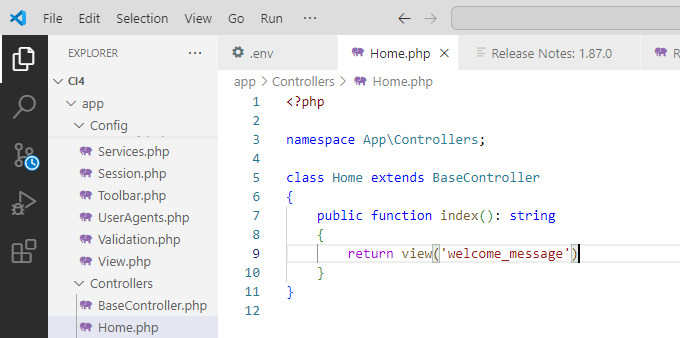 File Edit Selection View Go Run ...
EXPLORER ...
CI4
app
Config
Services.php
Session.php
Toolbar.php
UserAgents.php
Validation.php
View.php
Controllers
BaseController.php
Home.php
.env Home.php Release Notes: 1.87.0 R
app > Controllers > Home.php
1 <?php
2
3 namespace App\Controllers;
4
5 class Home extends BaseController
6 {
7 public function index(): string
8 {
9 return view('welcome_message')
10 }
11 }
12